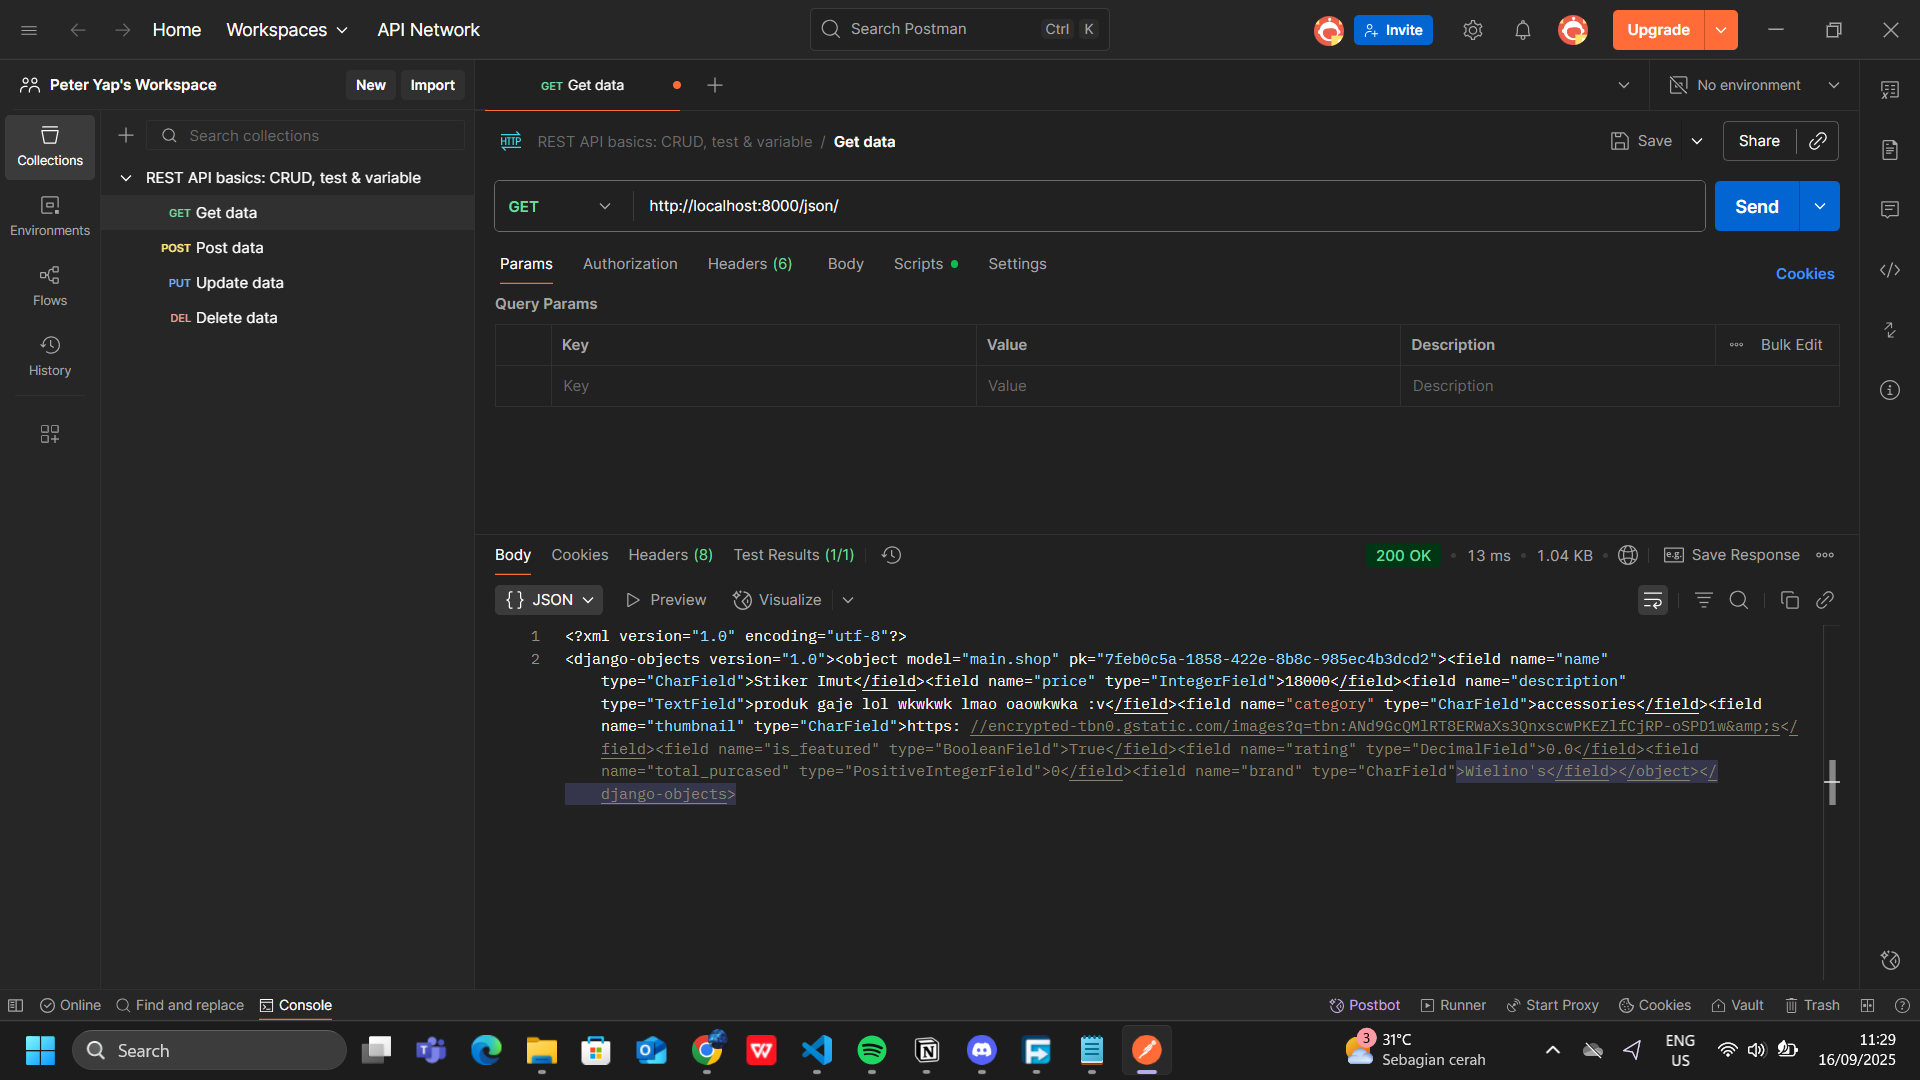 Home
Workspaces
API Network
Search Postman
Ctrl K
Invite
Upgrade
Peter Yap's Workspace
New
Import
GET Get data
No environment
Collections
Environments
Flows
History
Search collections
REST API basics: CRUD, test & variable
GET Get data
POST Post data
PUT Update data
DEL Delete data
HTTP
REST API basics: CRUD, test & variable / Get data
Save
Share
GET
http://localhost:8000/json/
Send
Params
Authorization
Headers (6)
Body
Scripts
Settings
Cookies
Query Params
Key
Value
Description
Bulk Edit
Key
Value
Description
Body
Cookies
Headers (8)
Test Results (1/1)
200 OK
13 ms
1.04 KB
e.g. Save Response
{} JSON
Preview
Visualize
1 <?xml version="1.0" encoding="utf-8"?>
2 <django-objects version="1.0"><object model="main.shop" pk="7feb0c5a-1858-422e-8b8c-985ec4b3dcd2"><field name="name"
type="CharField">Stiker Imut</field><field name="price" type="IntegerField">18000</field><field name="description"
type="TextField">produk gaje lol wkwkwk lmao oaowkwka :v</field><field name="category" type="CharField">accessories</field><field
name="thumbnail" type="CharField">https: //encrypted-tbn0.gstatic.com/images?q=tbn:ANd9GcQMlRT8ERWaXs3QnxscwPKEZlfCjRP-oSPD1w&amp;s</
field><field name="is_featured" type="BooleanField">True</field><field name="rating" type="DecimalField">0.0</field><field
name="total_purcased" type="PositiveIntegerField">0</field><field name="brand" type="CharField">Wielino's</field></object></
django-objects>
Online
Find and replace
Console
Postbot
Runner
Start Proxy
Cookies
Vault
Trash
Search
3
31°C
Sebagian cerah
ENG
US
11:29
16/09/2025